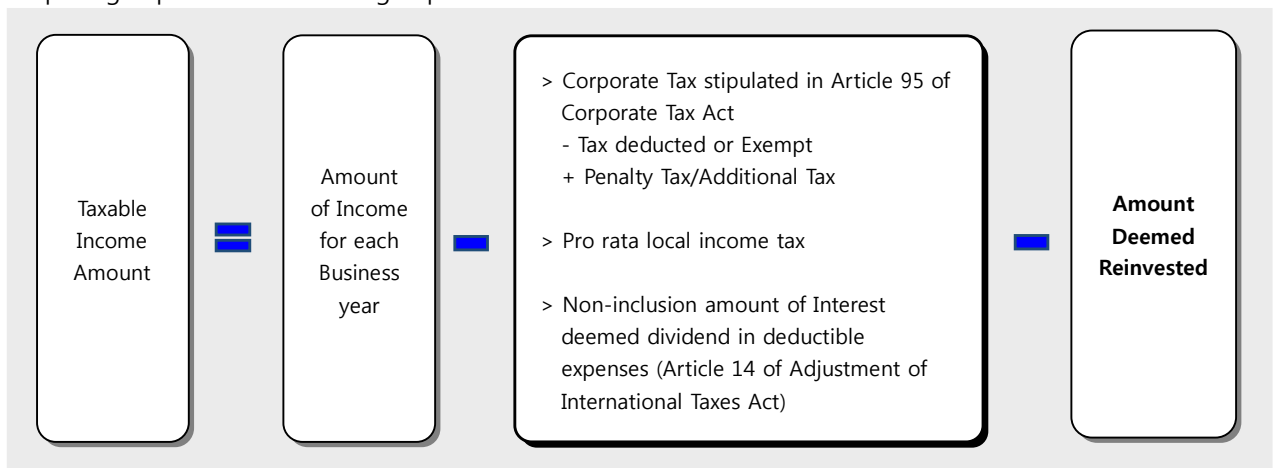 Taxable
Income
Amount
Amount
of Income
for each
Business
year
> Corporate Tax stipulated in Article 95 of
Corporate Tax Act
- Tax deducted or Exempt
+ Penalty Tax/Additional Tax
> Pro rata local income tax
> Non-inclusion amount of Interest
deemed dividend in deductible
expenses (Article 14 of Adjustment of
International Taxes Act)
Amount
Deemed
Reinvested